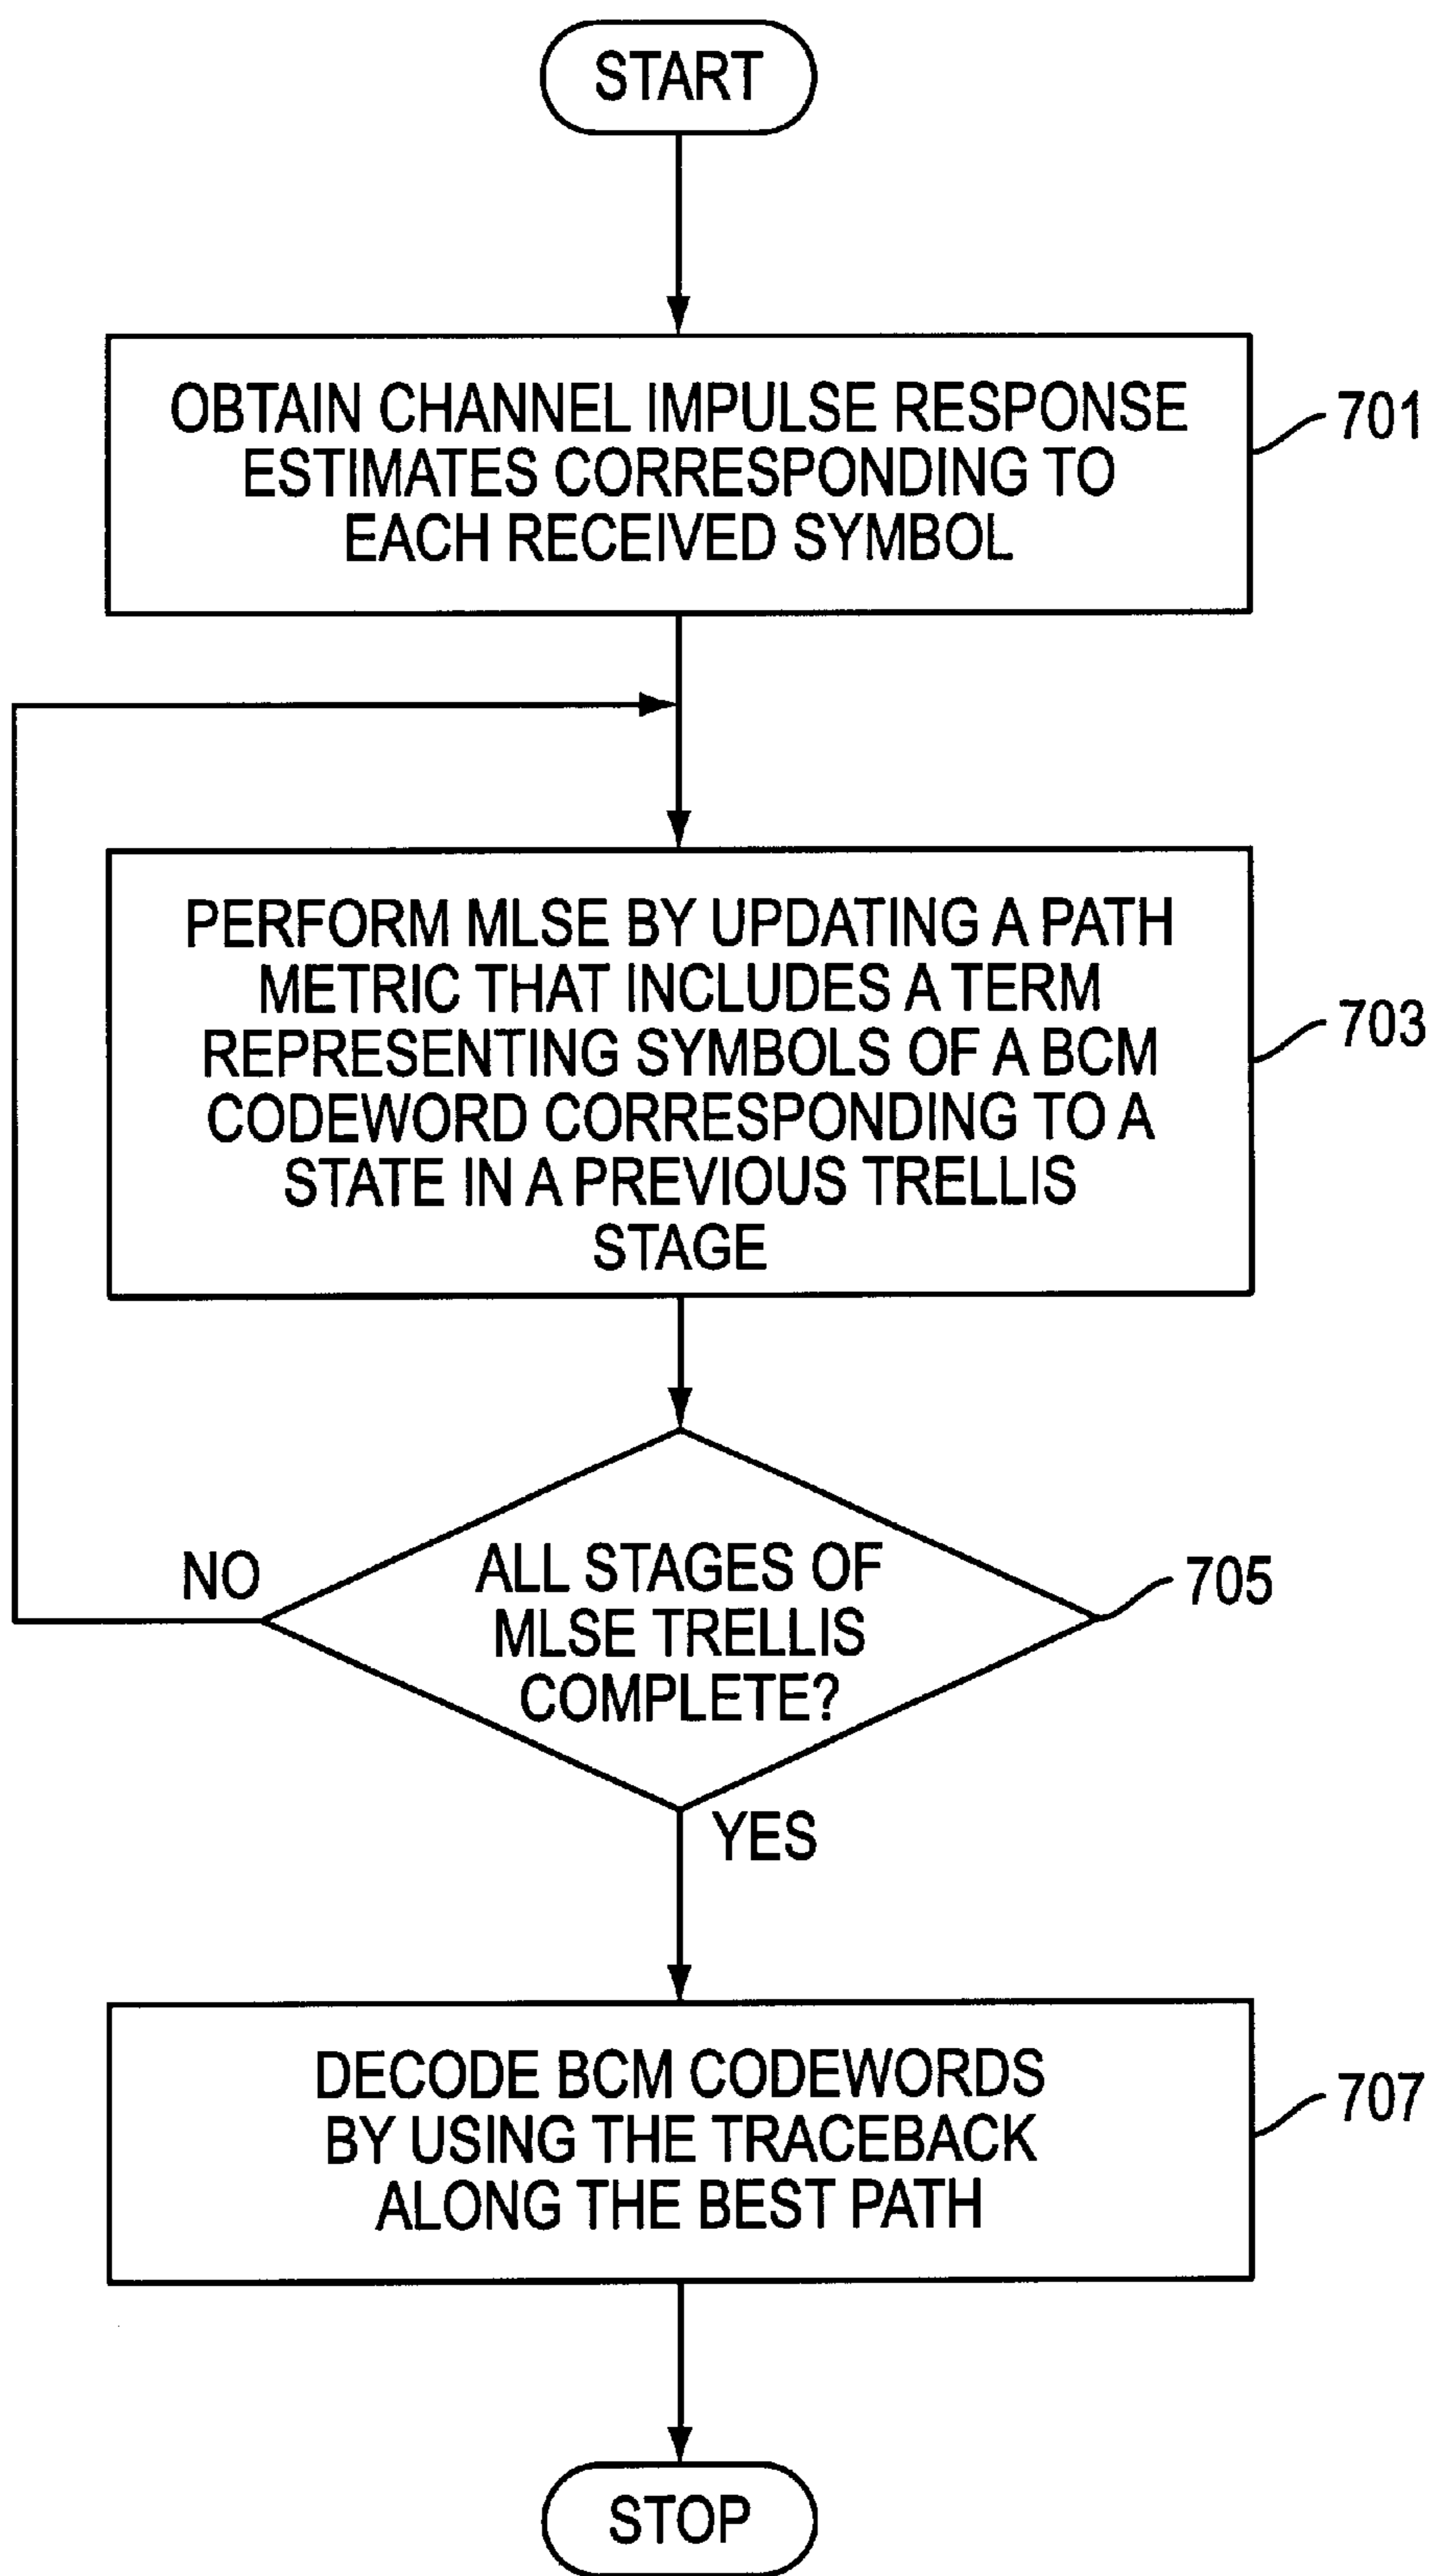 START
OBTAIN CHANNEL IMPULSE RESPONSE
ESTIMATES CORRESPONDING TO
EACH RECEIVED SYMBOL
701
PERFORM MLSE BY UPDATING A PATH
METRIC THAT INCLUDES A TERM
REPRESENTING SYMBOLS OF A BCM
CODEWORD CORRESPONDING TO A
STATE IN A PREVIOUS TRELLIS
STAGE
703
NO
ALL STAGES OF
MLSE TRELLIS
COMPLETE?
705
YES
DECODE BCM CODEWORDS
BY USING THE TRACEBACK
ALONG THE BEST PATH
707
STOP